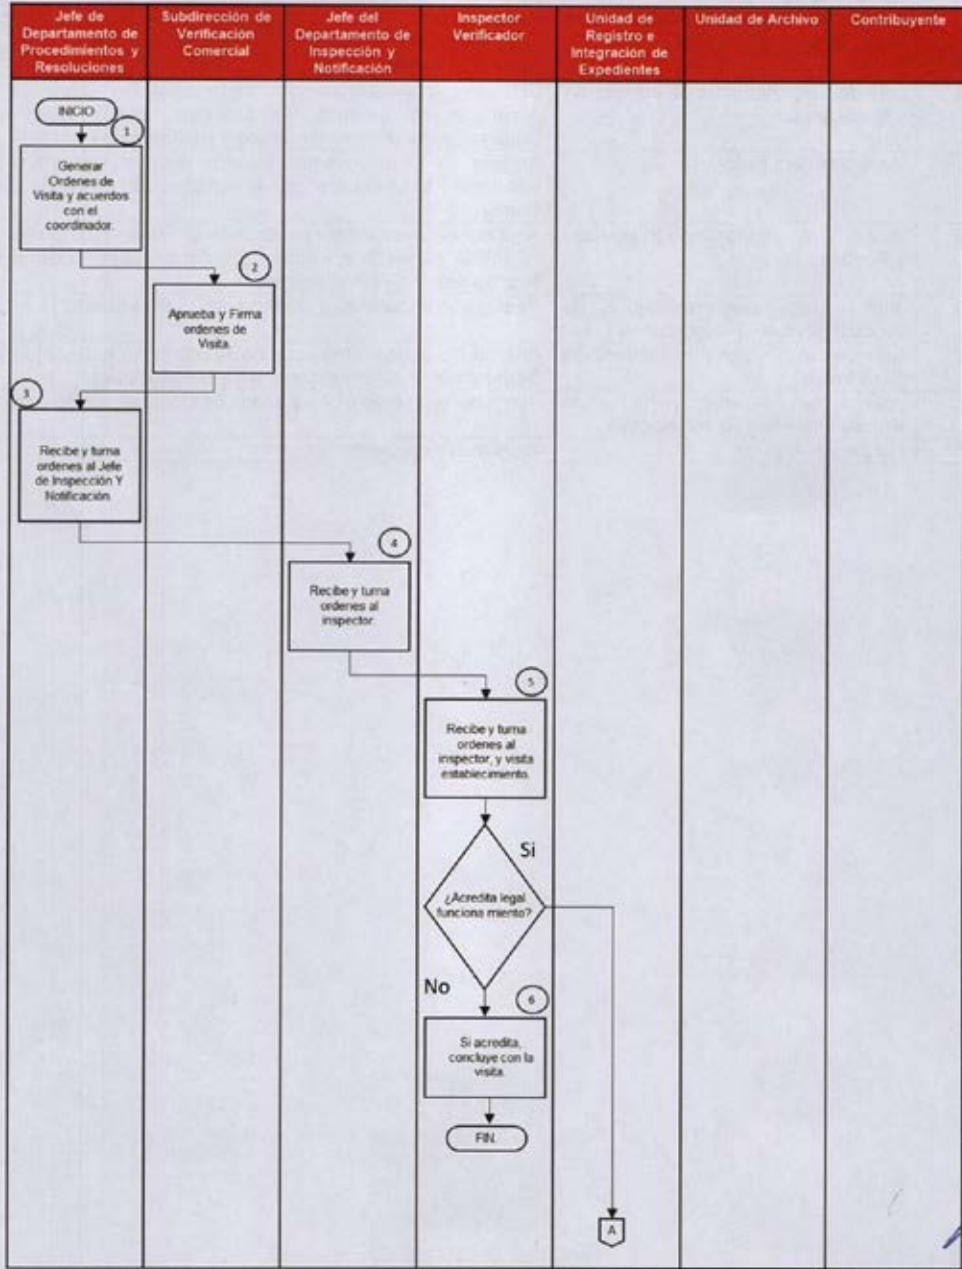 Jefe de
Departamento de
Procedimientos y
Resoluciones
Subdirección de
Verificación
Comercial
Jefe del
Departamento de
Inspección y
Notificación
Inspector
Verificador
Unidad de
Registro e
Integración de
Expedientes
Unidad de Archivo
Contribuyente
INICIO
1
Generar
Ordenes de
Visita y acuerdos
con el
coordinador.
2
Aprueba y Firma
ordenes de
Visita.
3
Recibe y turna
ordenes al Jefe
de Inspección Y
Notificación
4
Recibe y turna
ordenes al
inspector.
5
Recibe y turna
ordenes al
inspector, y visita
establecimiento.
Si
¿Acredita legal
funciona miento?
No
6
Si acredita,
concluye con la
visita.
FIN.
A